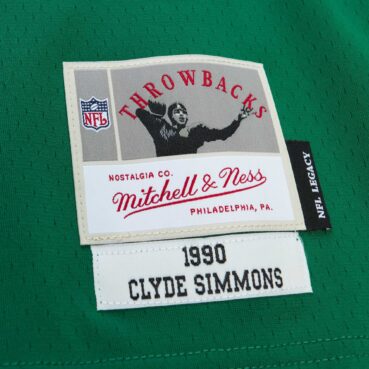 THROWBACKS
NFL
NOSTALGIA CO.
Mitchell & Ness
PHILADELPHIA, PA.
NFL LEGACY
1990
CLYDE SIMMONS